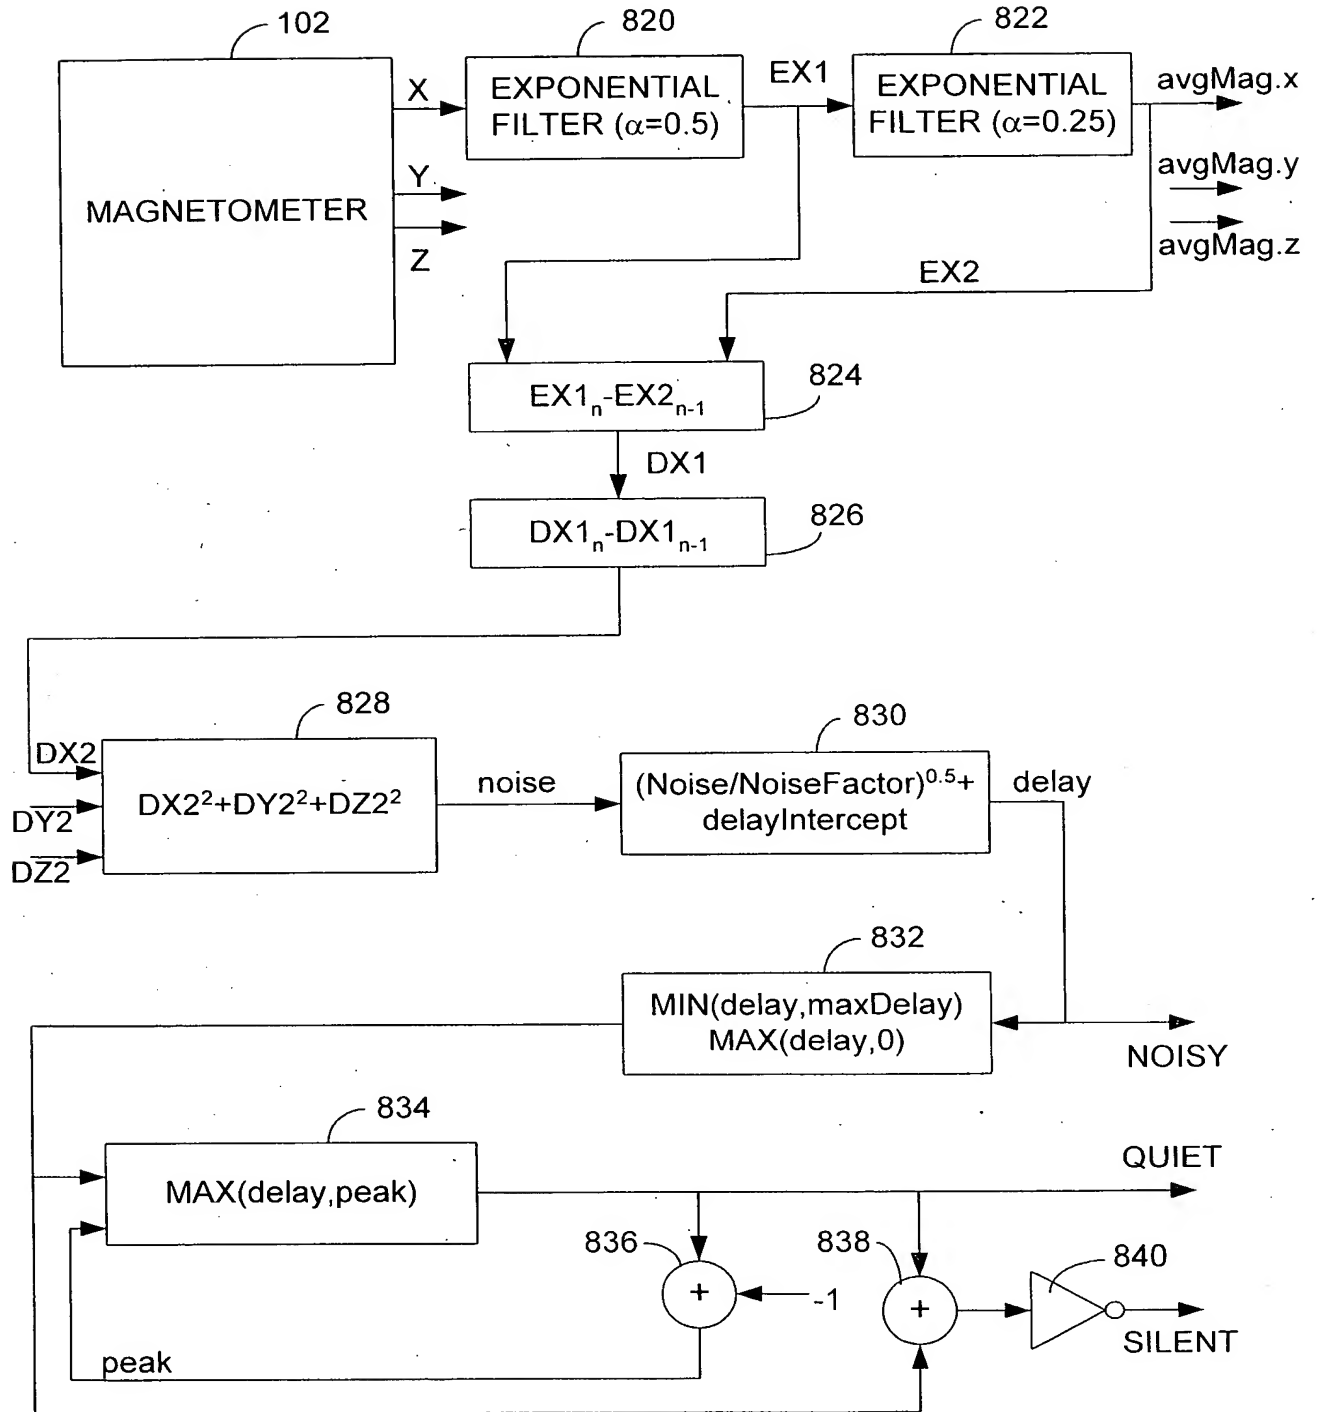 102
820
822
MAGNETOMETER
X
Y
Z
EXPONENTIAL
FILTER (α=0.5)
EX1
EXPONENTIAL
FILTER (α=0.25)
avgMag.x
avgMag.y
avgMag.z
EX2
EX1ₙ-EX2ₙ₋₁
824
DX1
DX1ₙ-DX1ₙ₋₁
826
828
830
DX2
DY2
DZ2
DX2²+DY2²+DZ2²
noise
(Noise/NoiseFactor)⁰·⁵+
delayIntercept
delay
832
MIN(delay,maxDelay)
MAX(delay,0)
NOISY
834
MAX(delay,peak)
QUIET
836
+
-1
838
+
840
SILENT
peak